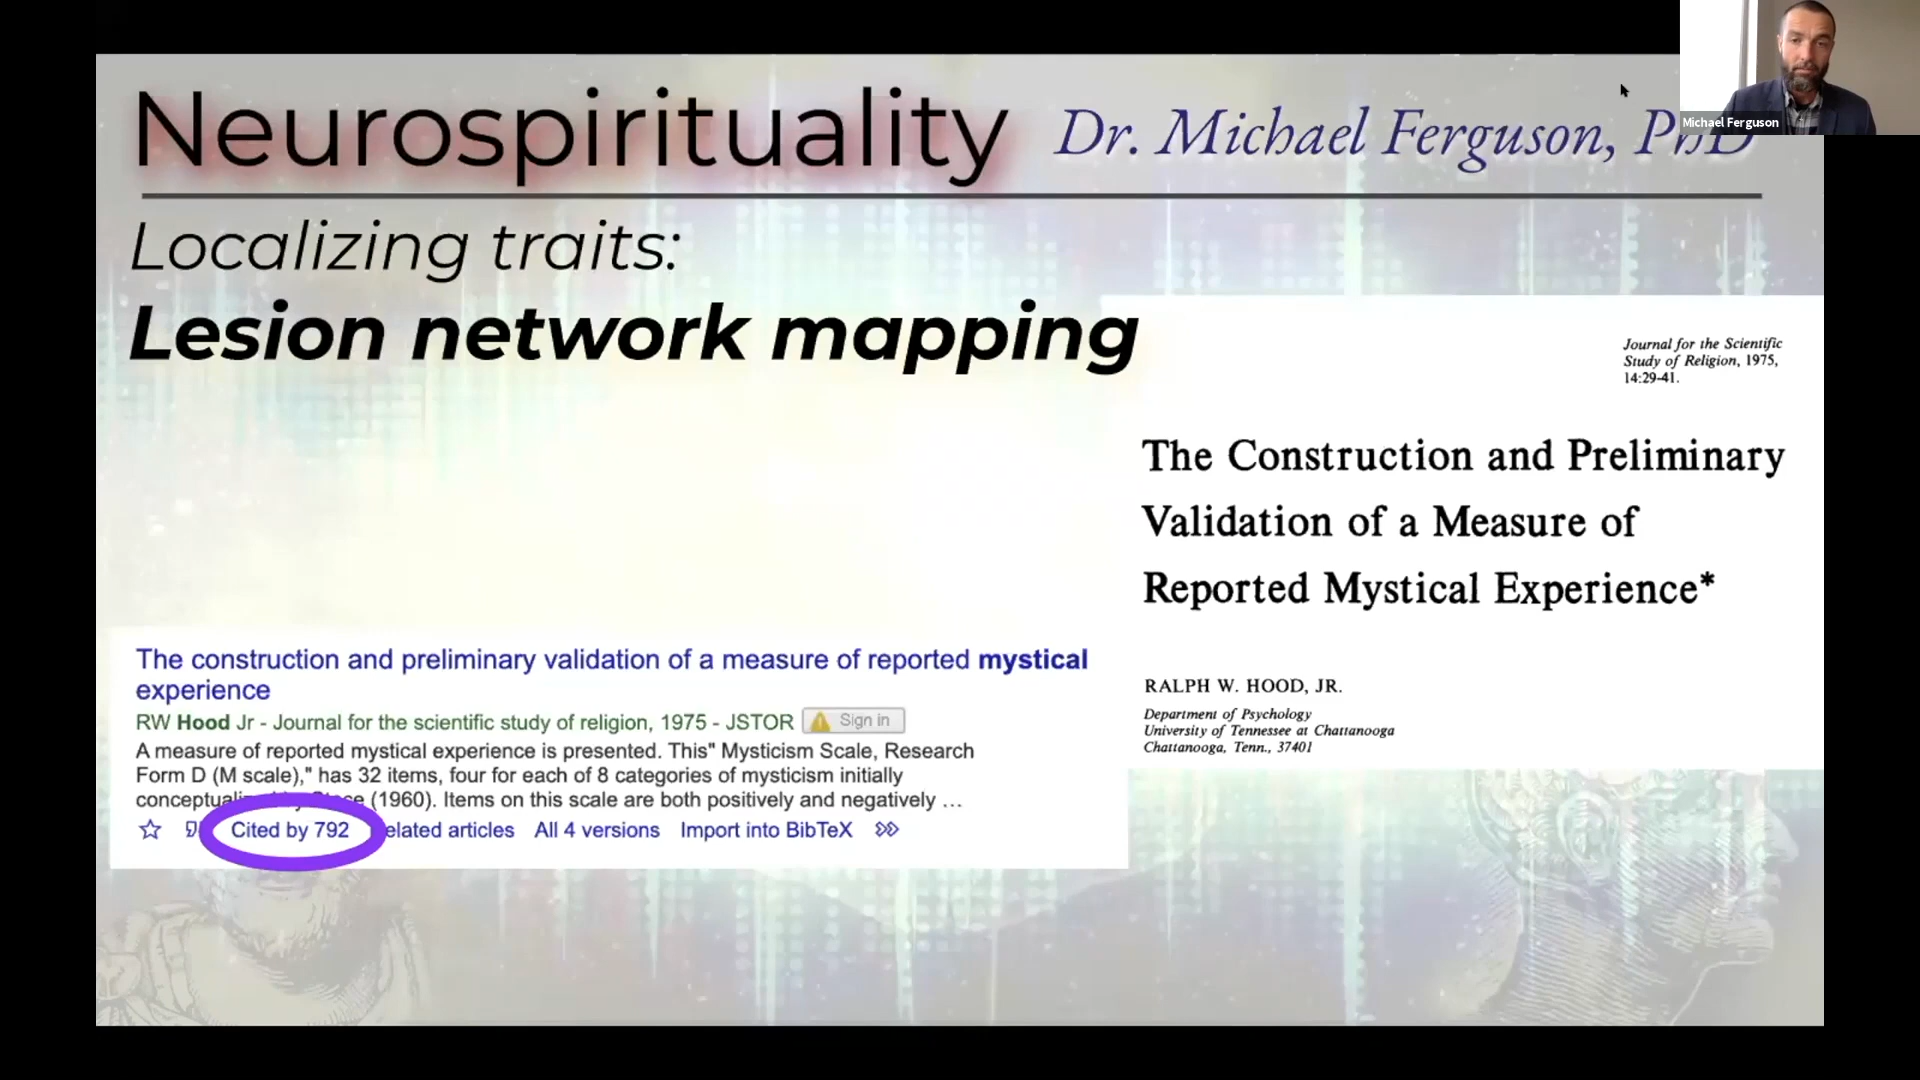 Neurospirituality Dr. Michael Ferguson, PhD
Michael Ferguson
Localizing traits:
Lesion network mapping
Journal for the Scientific
Study of Religion, 1975,
14:29-41.
The Construction and Preliminary
Validation of a Measure of
Reported Mystical Experience*
RALPH W. HOOD, JR.
Department of Psychology
University of Tennessee at Chattanooga
Chattanooga, Tenn., 37401
The construction and preliminary validation of a measure of reported mystical
experience
RW Hood Jr - Journal for the scientific study of religion, 1975 - JSTOR Sign in
A measure of reported mystical experience is presented. This" Mysticism Scale, Research
Form D (M scale)," has 32 items, four for each of 8 categories of mysticism initially
(1960). Items on this scale are both positively and negatively …
Cited by 792 elated articles All 4 versions Import into BibTeX